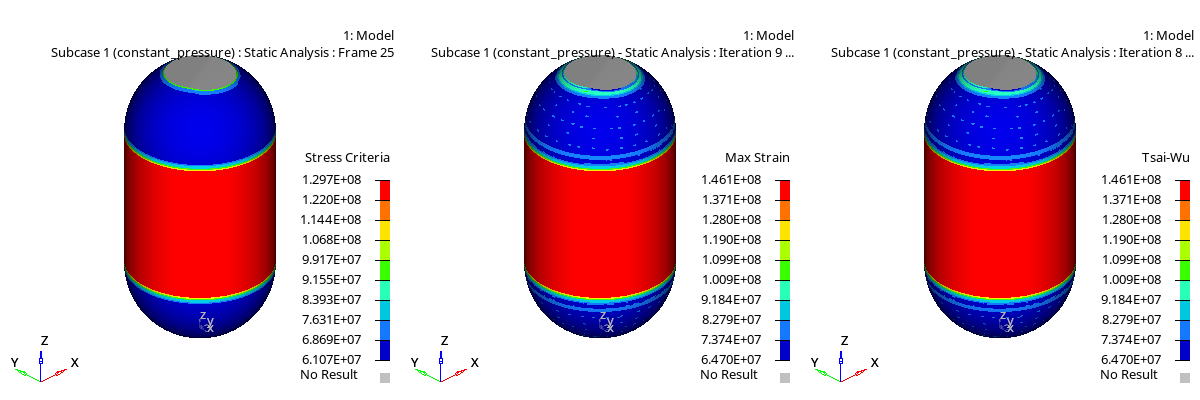 1: Model
Subcase 1 (constant_pressure) : Static Analysis : Frame 25
Stress Criteria
1.297E+08
1.220E+08
1.144E+08
1.068E+08
9.917E+07
9.155E+07
8.393E+07
7.631E+07
6.869E+07
6.107E+07
No Result
Z
Y
X
Z
Y
X
1: Model
Subcase 1 (constant_pressure) - Static Analysis : Iteration 9 ...
Max Strain
1.461E+08
1.371E+08
1.280E+08
1.190E+08
1.099E+08
1.009E+08
9.184E+07
8.279E+07
7.374E+07
6.470E+07
No Result
Z
Y
X
Z
Y
X
1: Model
Subcase 1 (constant_pressure) - Static Analysis : Iteration 8 ...
Tsai-Wu
1.461E+08
1.371E+08
1.280E+08
1.190E+08
1.099E+08
1.009E+08
9.184E+07
8.279E+07
7.374E+07
6.470E+07
No Result
Z
Y
X
Z
Y
X